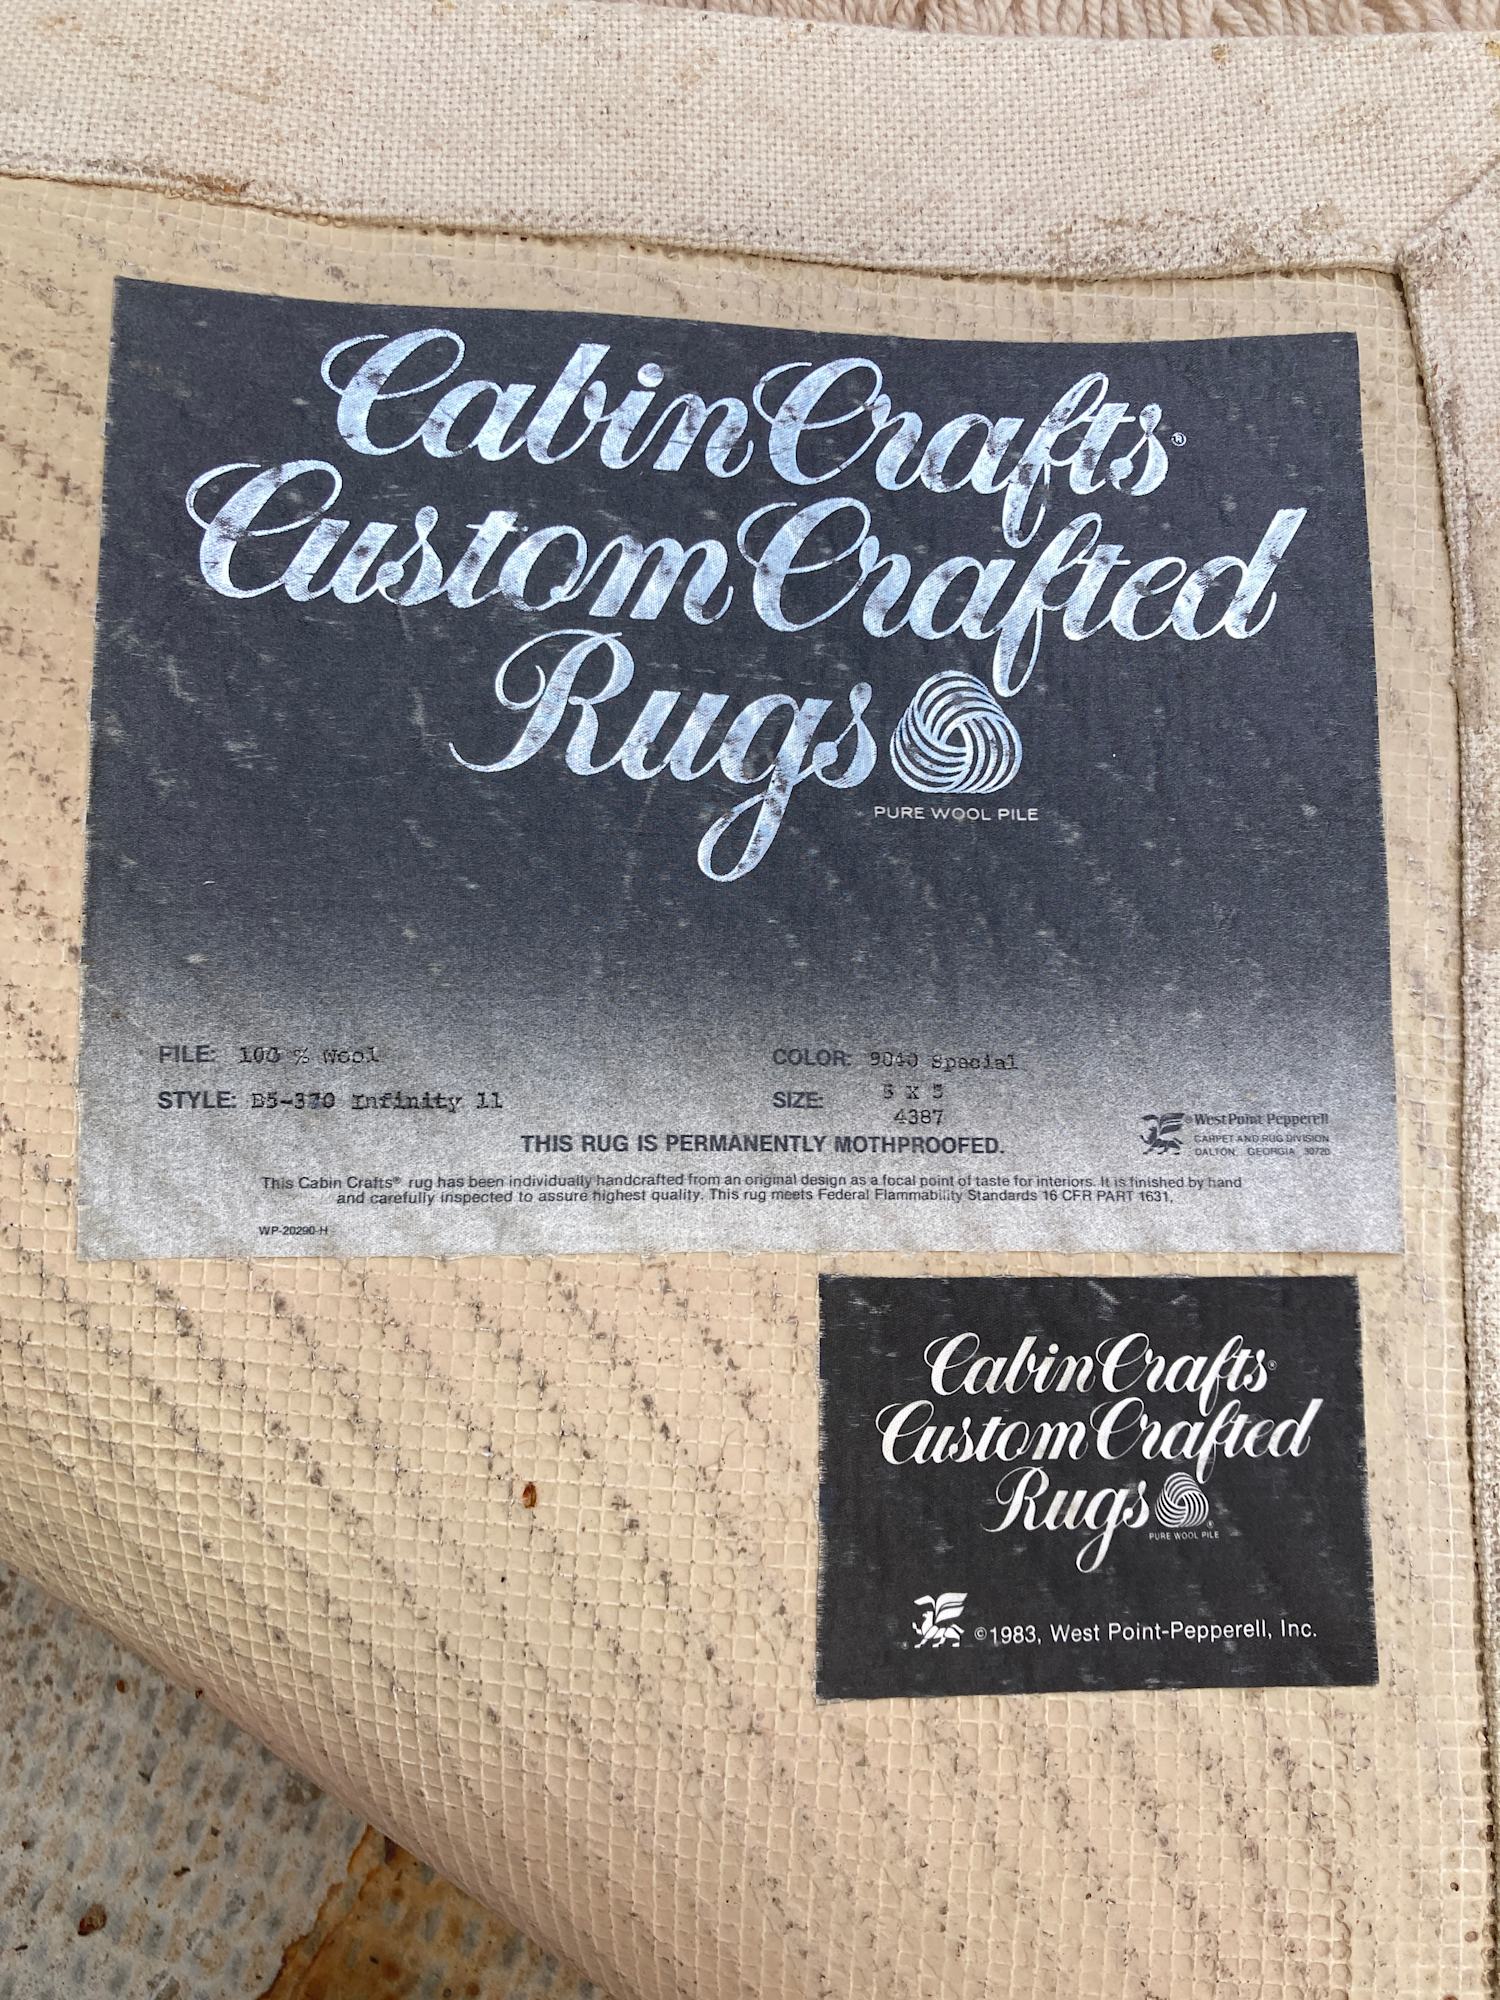 Cabin Crafts®
Custom Crafted
Rugs
PURE WOOL PILE
PILE: 100 % Wool
COLOR: 9040 Special
STYLE: B5-370 Infinity 11
SIZE: 5 X 5
4387
THIS RUG IS PERMANENTLY MOTHPROOFED.
WestPoint Pepperell
CARPET AND RUG DIVISION
DALTON, GEORGIA 30720
This Cabin Crafts® rug has been individually handcrafted from an original design as a focal point of taste for interiors. It is finished by hand
and carefully inspected to assure highest quality. This rug meets Federal Flammability Standards 16 CFR PART 1631.
WP-20290-H
Cabin Crafts®
Custom Crafted
Rugs
PURE WOOL PILE
©1983, West Point-Pepperell, Inc.